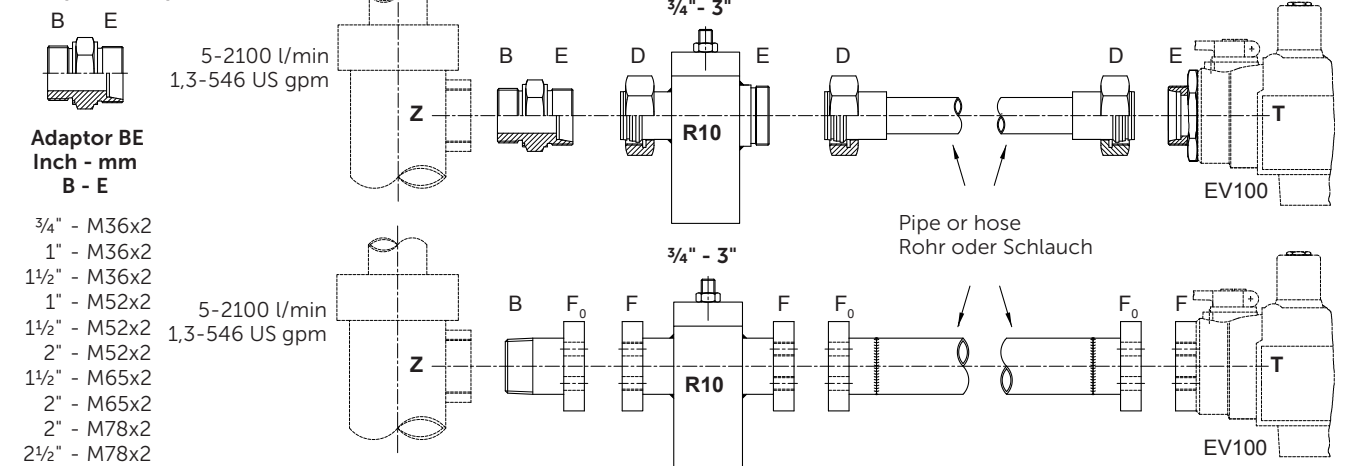 B E
Adaptor BE
Inch - mm
B - E
¾" - M36x2
1" - M36x2
1½" - M36x2
1" - M52x2
1½" - M52x2
2" - M52x2
1½" - M65x2
2" - M65x2
2" - M78x2
2½" - M78x2
¾"- 3"
5-2100 l/min
1,3-546 US gpm
Z
B E D E D D E
R10
T
EV100
Pipe or hose
Rohr oder Schlauch
¾" - 3"
5-2100 l/min
1,3-546 US gpm
Z
B F0 F F F0 F0 F
R10
T
EV100